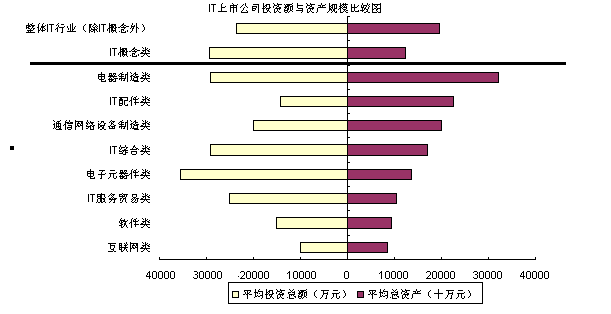 IT上市公司投资额与资产规模比较图
整体IT行业（除IT概念外）
IT概念类
电器制造类
IT配件类
通信网络设备制造类
IT综合类
电子元器件类
IT服务贸易类
软件类
互联网类
40000 30000 20000 10000 0 10000 20000 30000 40000
平均投资总额（万元） 平均总资产（十万元）